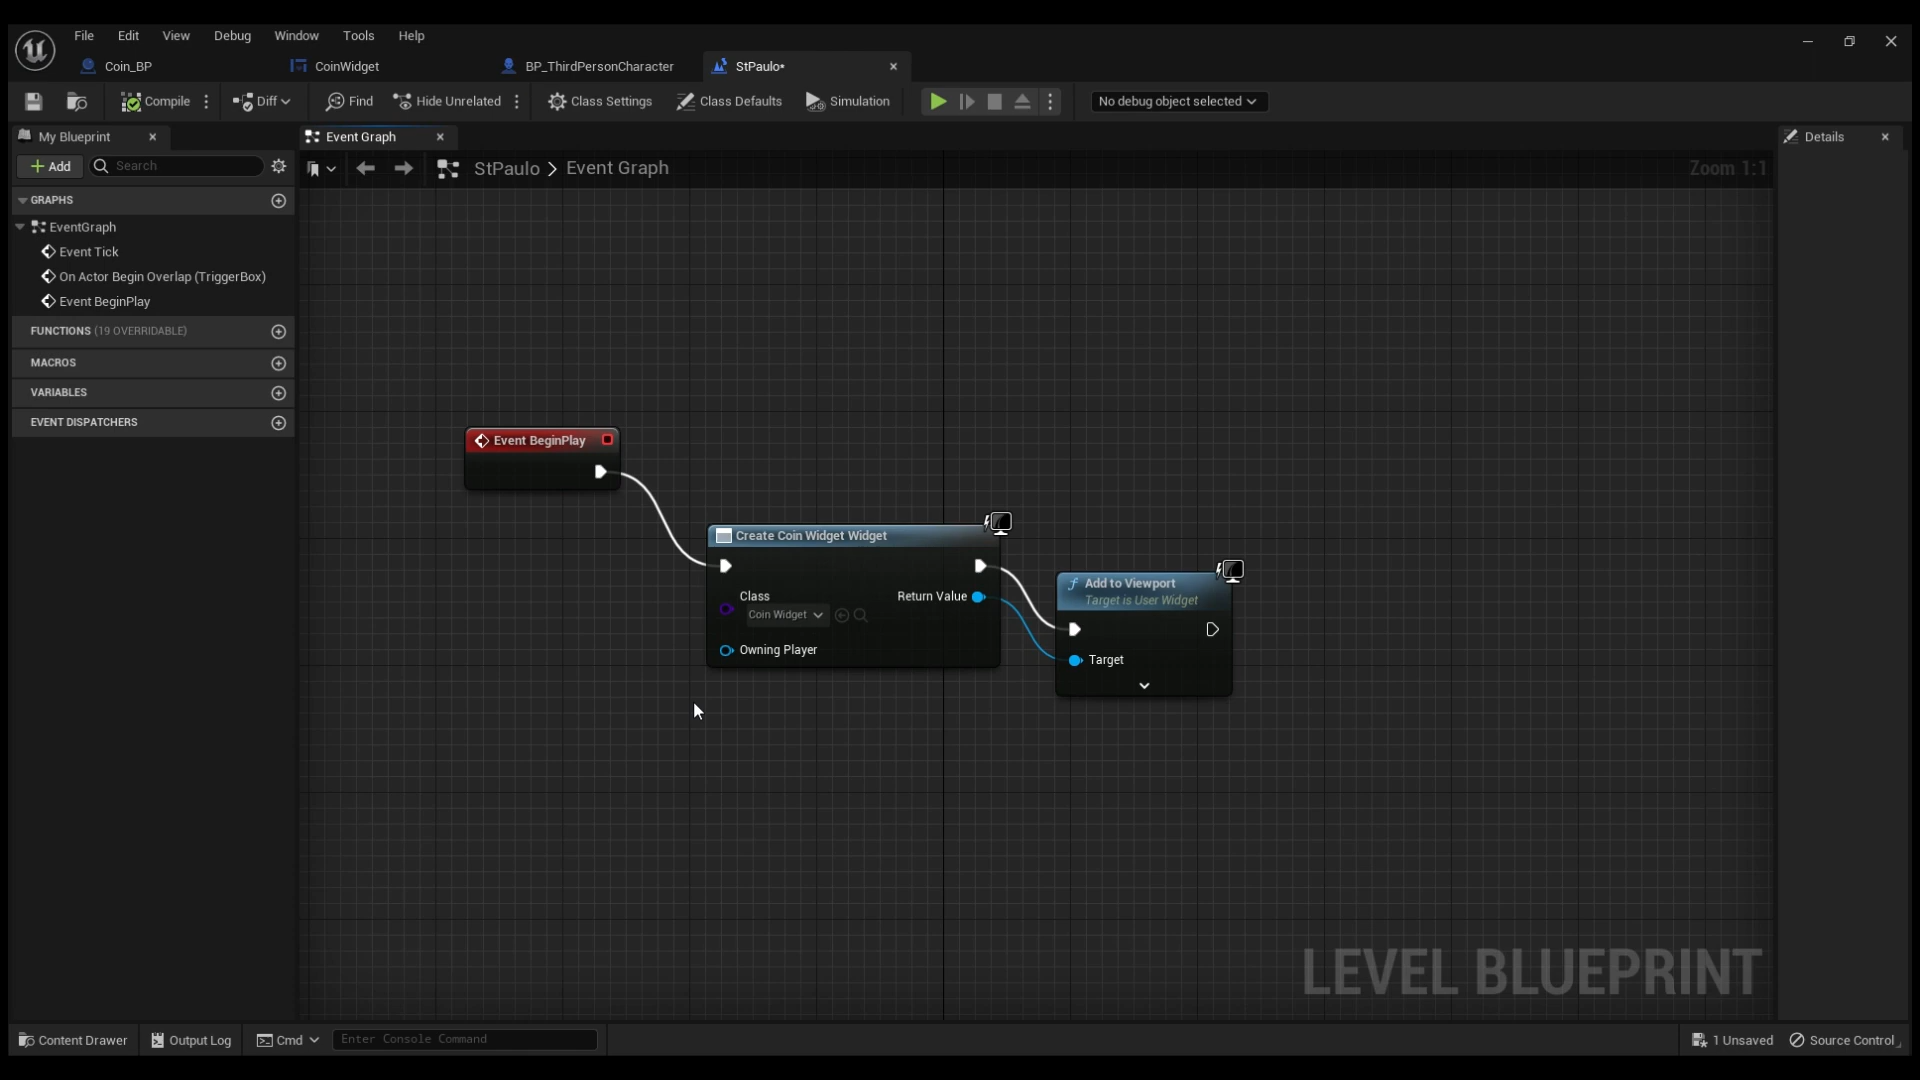 File Edit View Debug Window Tools Help
Coin_BP CoinWidget BP_ThirdPersonCharacter StPaulo•
Compile Diff Find Hide Unrelated Class Settings Class Defaults Simulation No debug object selected
My Blueprint Event Graph Details
Add Search StPaulo > Event Graph Zoom 1:1
GRAPHS
EventGraph
Event Tick
On Actor Begin Overlap (TriggerBox)
Event BeginPlay
FUNCTIONS (19 OVERRIDABLE)
MACROS
VARIABLES
EVENT DISPATCHERS
Event BeginPlay
Create Coin Widget Widget
Class Return Value
Coin Widget
Owning Player
Add to Viewport
Target is User Widget
Target
LEVEL BLUEPRINT
Content Drawer Output Log Cmd Enter Console Command 1 Unsaved Source Control